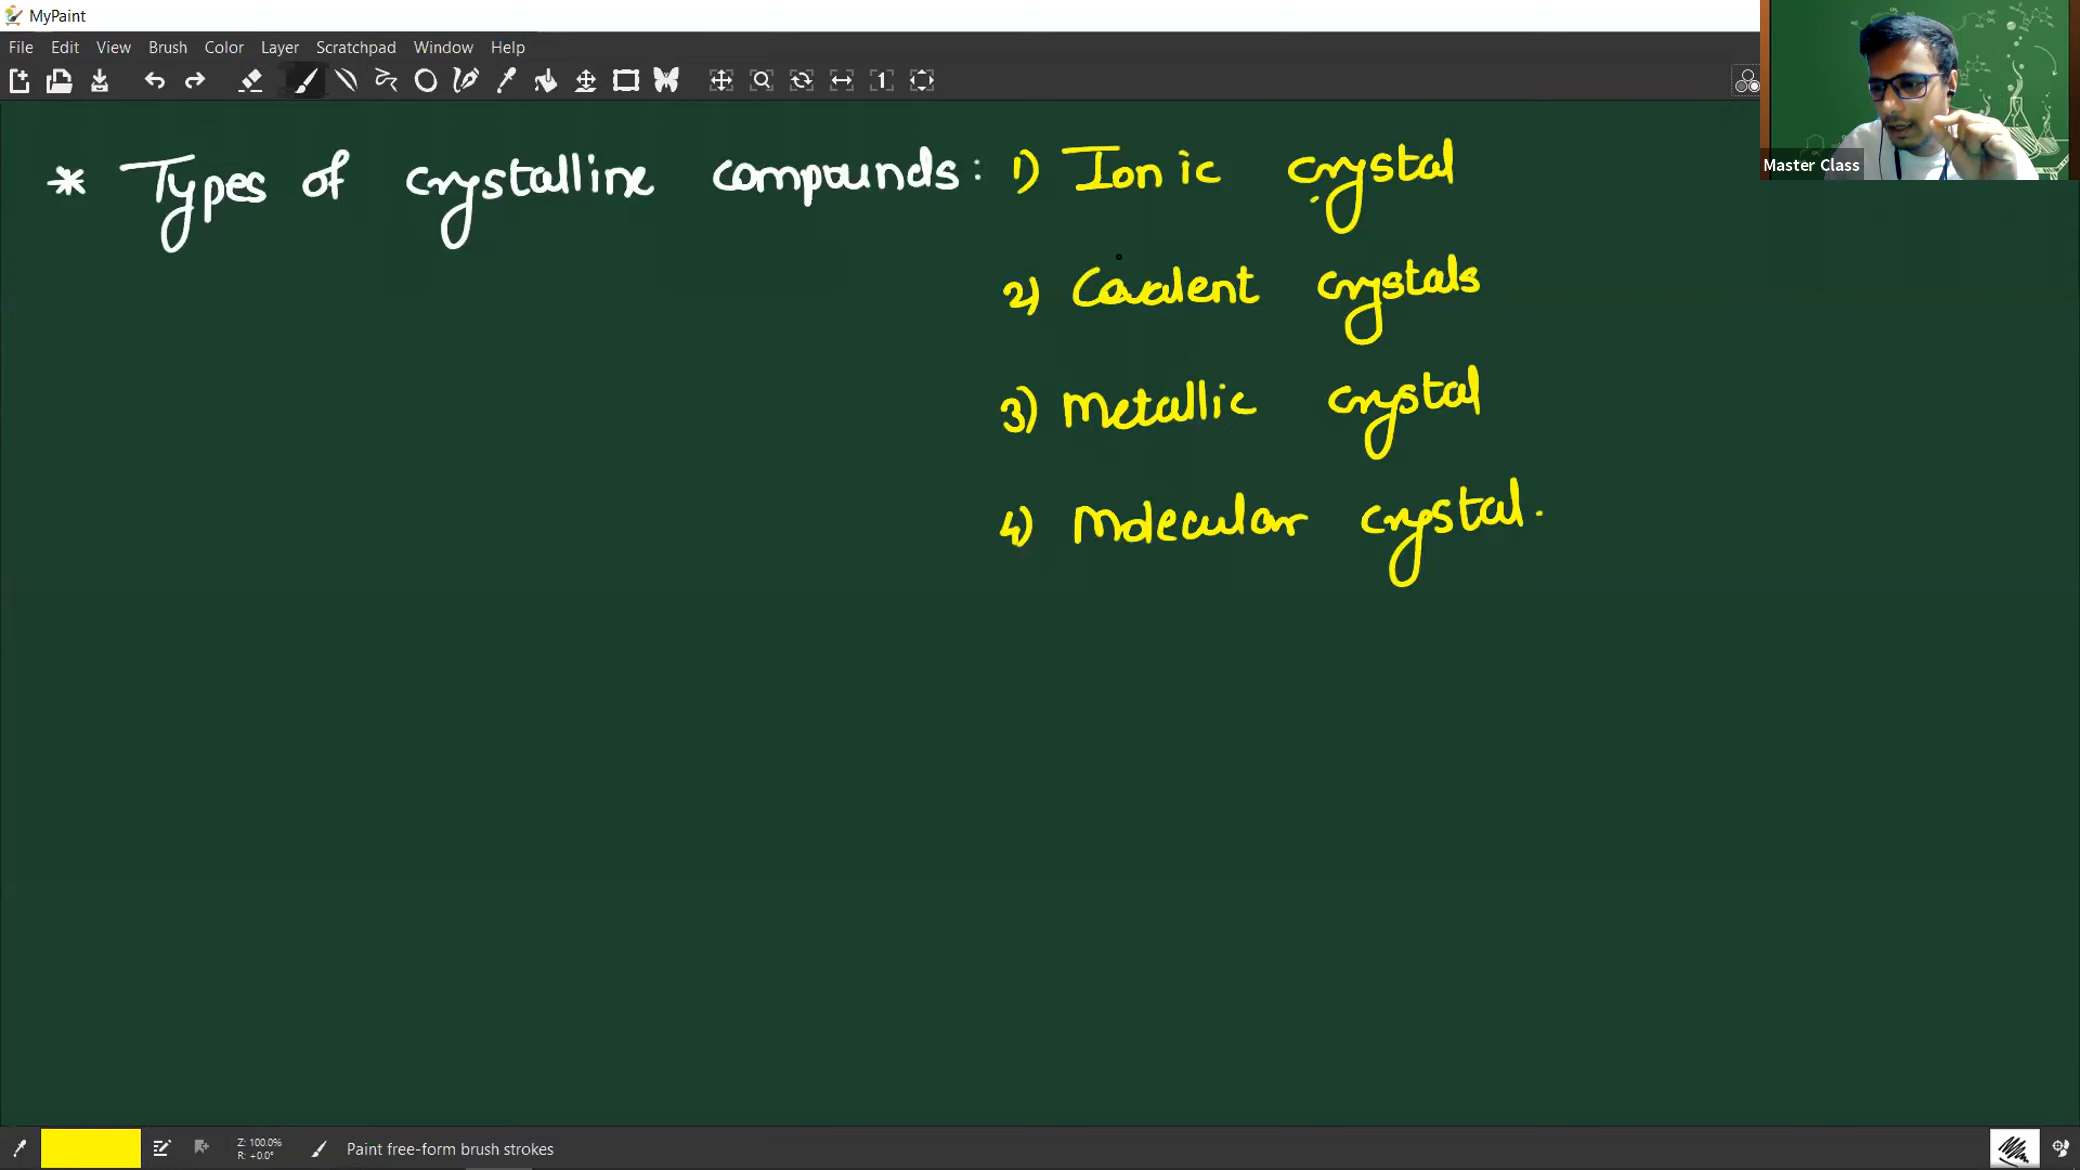 MyPaint
File Edit View Brush Color Layer Scratchpad Window Help
Master Class
* Types of crystalline compounds: 1) Ionic crystal
2) Covalent crystals
3) Metallic crystal
4) Molecular crystal.
Z: 100.0%
R: +0.0°
Paint free-form brush strokes